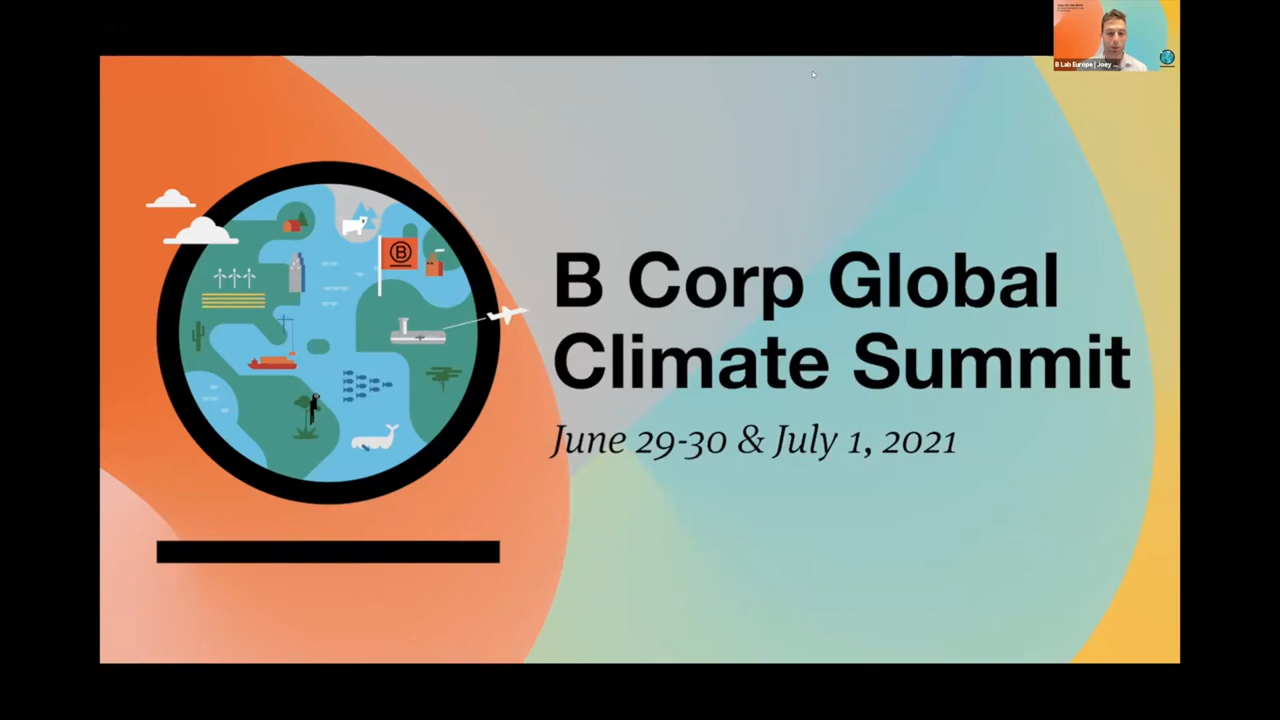 B Lab Europe | Joey ...
B
B Corp Global
Climate Summit
June 29-30 & July 1, 2021